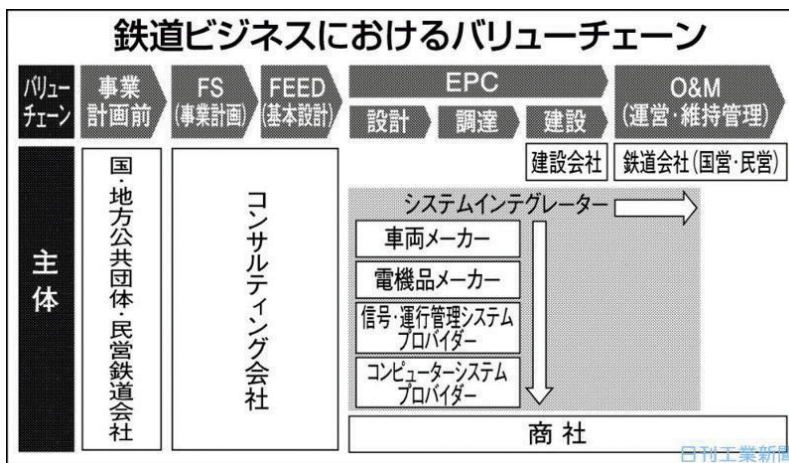 鉄道ビジネスにおけるバリューチェーン
バリュー
チェーン
事業
計画前
FS
(事業計画)
FEED
(基本設計)
EPC
設計
調達
建設
O&M
(運営・維持管理)
主体
国・地方公共団体・民営鉄道会社
コンサルティング会社
建設会社
鉄道会社(国営・民営)
システムインテグレーター
車両メーカー
電機品メーカー
信号・運行管理システム
プロバイダー
コンピューターシステム
プロバイダー
商社
日刊工業新聞